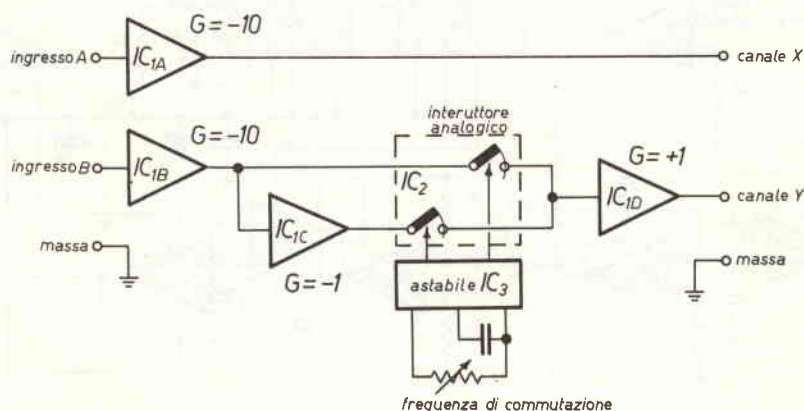 G = -10
ingresso A
IC1A
canale X
interuttore
analogico
G = -10
G = +1
ingresso B
IC1B
IC2
IC1D
canale Y
IC1C
massa
massa
G = -1
astabile IC3
frequenza di commutazione